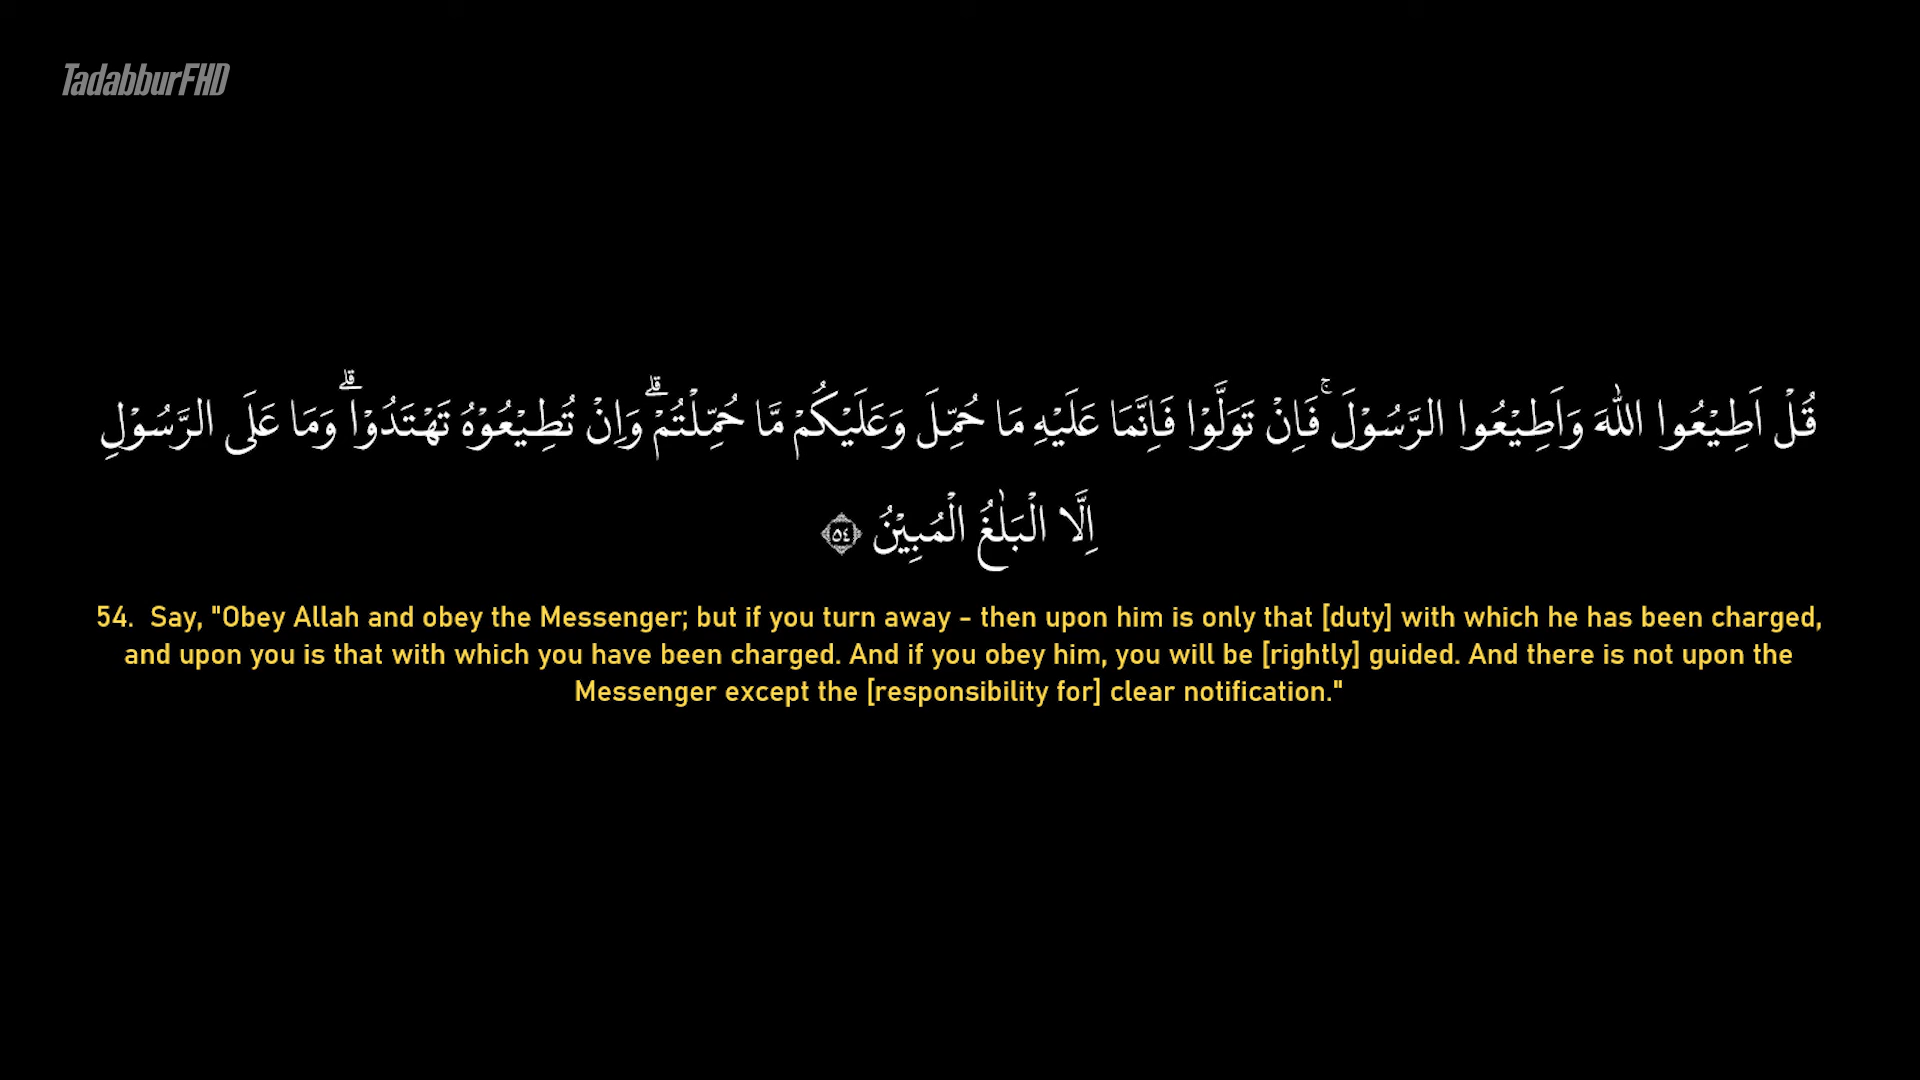 TadabburFHD
قُلْ اَطِيْعُوا اللّٰهَ وَاَطِيْعُوا الرَّسُوْلَۚ فَاِنْ تَوَلَّوْا فَاِنَّمَا عَلَيْهِ مَا حُمِّلَ وَعَلَيْكُمْ مَّا حُمِّلْتُمْۗ وَاِنْ تُطِيْعُوْهُ تَهْتَدُوْاۗ وَمَا عَلَى الرَّسُوْلِ
اِلَّا الْبَلٰغُ الْمُبِيْنُ ٥٤
54. Say, "Obey Allah and obey the Messenger; but if you turn away - then upon him is only that [duty] with which he has been charged,
and upon you is that with which you have been charged. And if you obey him, you will be [rightly] guided. And there is not upon the
Messenger except the [responsibility for] clear notification."